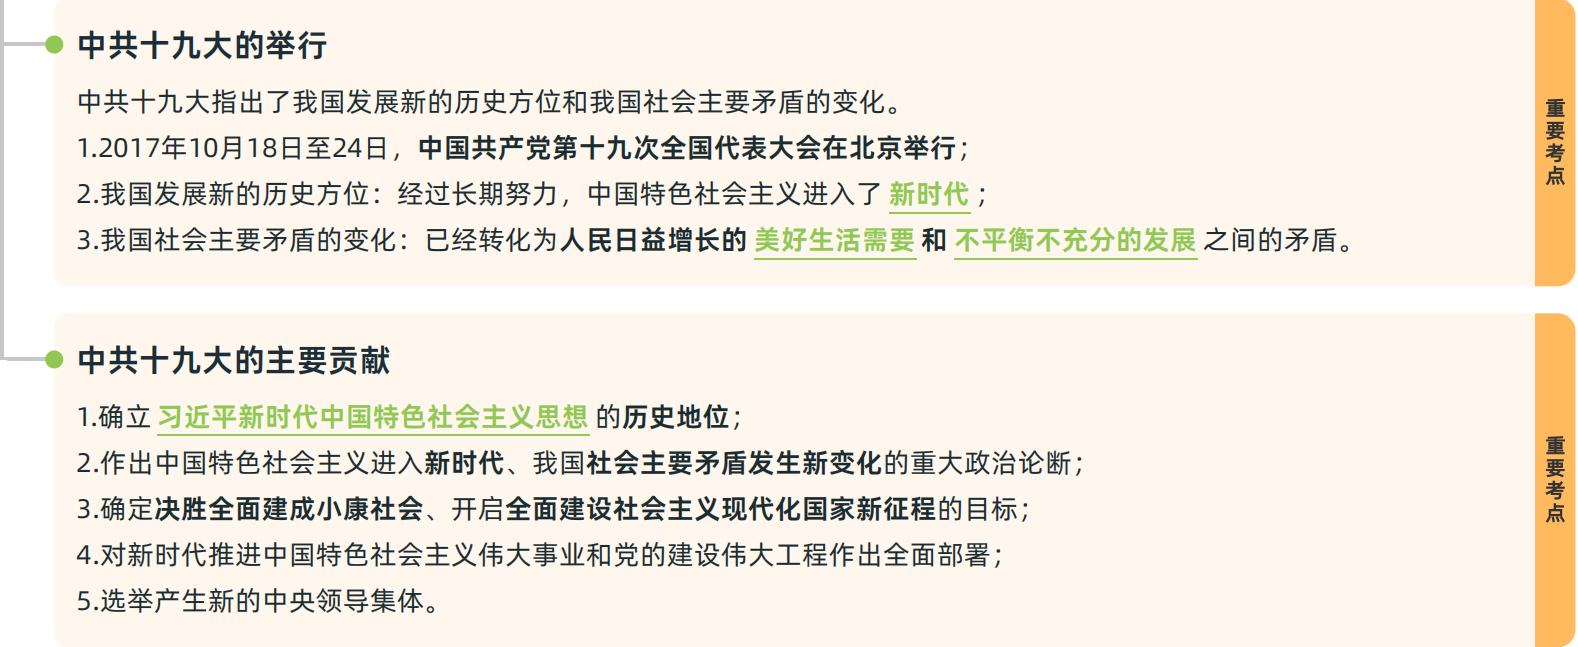 中共十九大的举行
中共十九大指出了我国发展新的历史方位和我国社会主要矛盾的变化。
1.2017年10月18日至24日，中国共产党第十九次全国代表大会在北京举行；
2.我国发展新的历史方位：经过长期努力，中国特色社会主义进入了 新时代 ；
3.我国社会主要矛盾的变化：已经转化为人民日益增长的 美好生活需要 和 不平衡不充分的发展 之间的矛盾。
重要考点
中共十九大的主要贡献
1.确立 习近平新时代中国特色社会主义思想 的历史地位；
2.作出中国特色社会主义进入新时代、我国社会主要矛盾发生新变化的重大政治论断；
3.确定决胜全面建成小康社会、开启全面建设社会主义现代化国家新征程的目标；
4.对新时代推进中国特色社会主义伟大事业和党的建设伟大工程作出全面部署；
5.选举产生新的中央领导集体。
重要考点